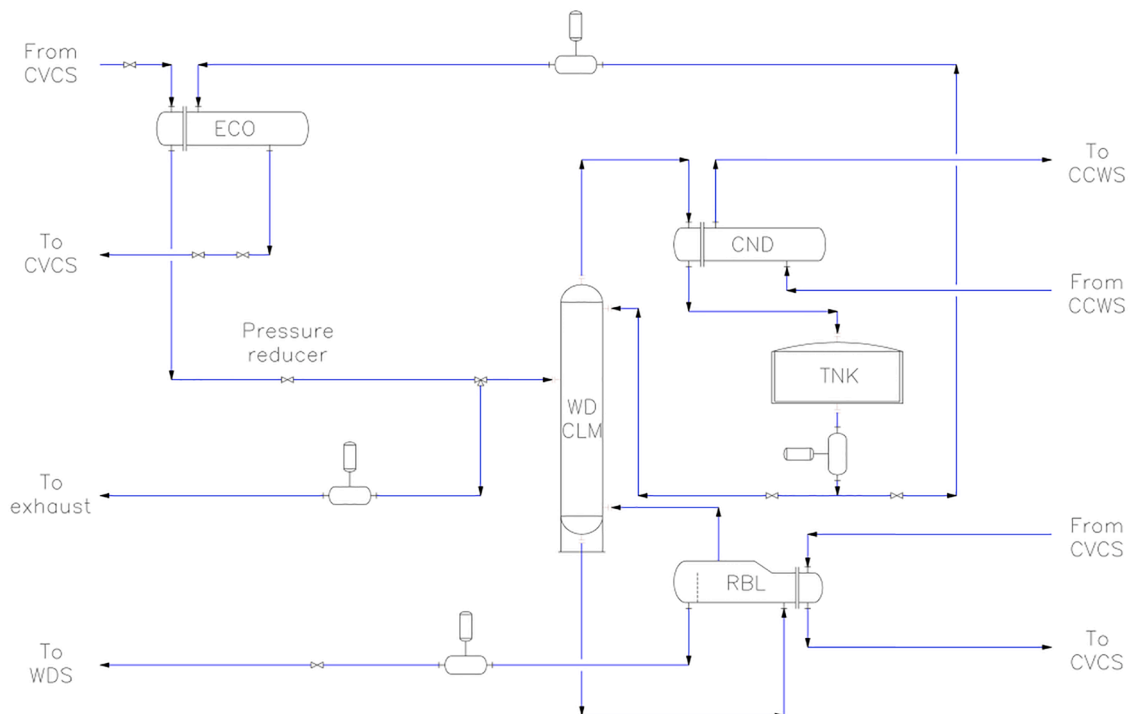 From
CVCS
ECO
To
CCWS
CND
To
CVCS
From
CCWS
Pressure
reducer
TNK
WD
CLM
To
exhaust
From
CVCS
RBL
To
WDS
To
CVCS